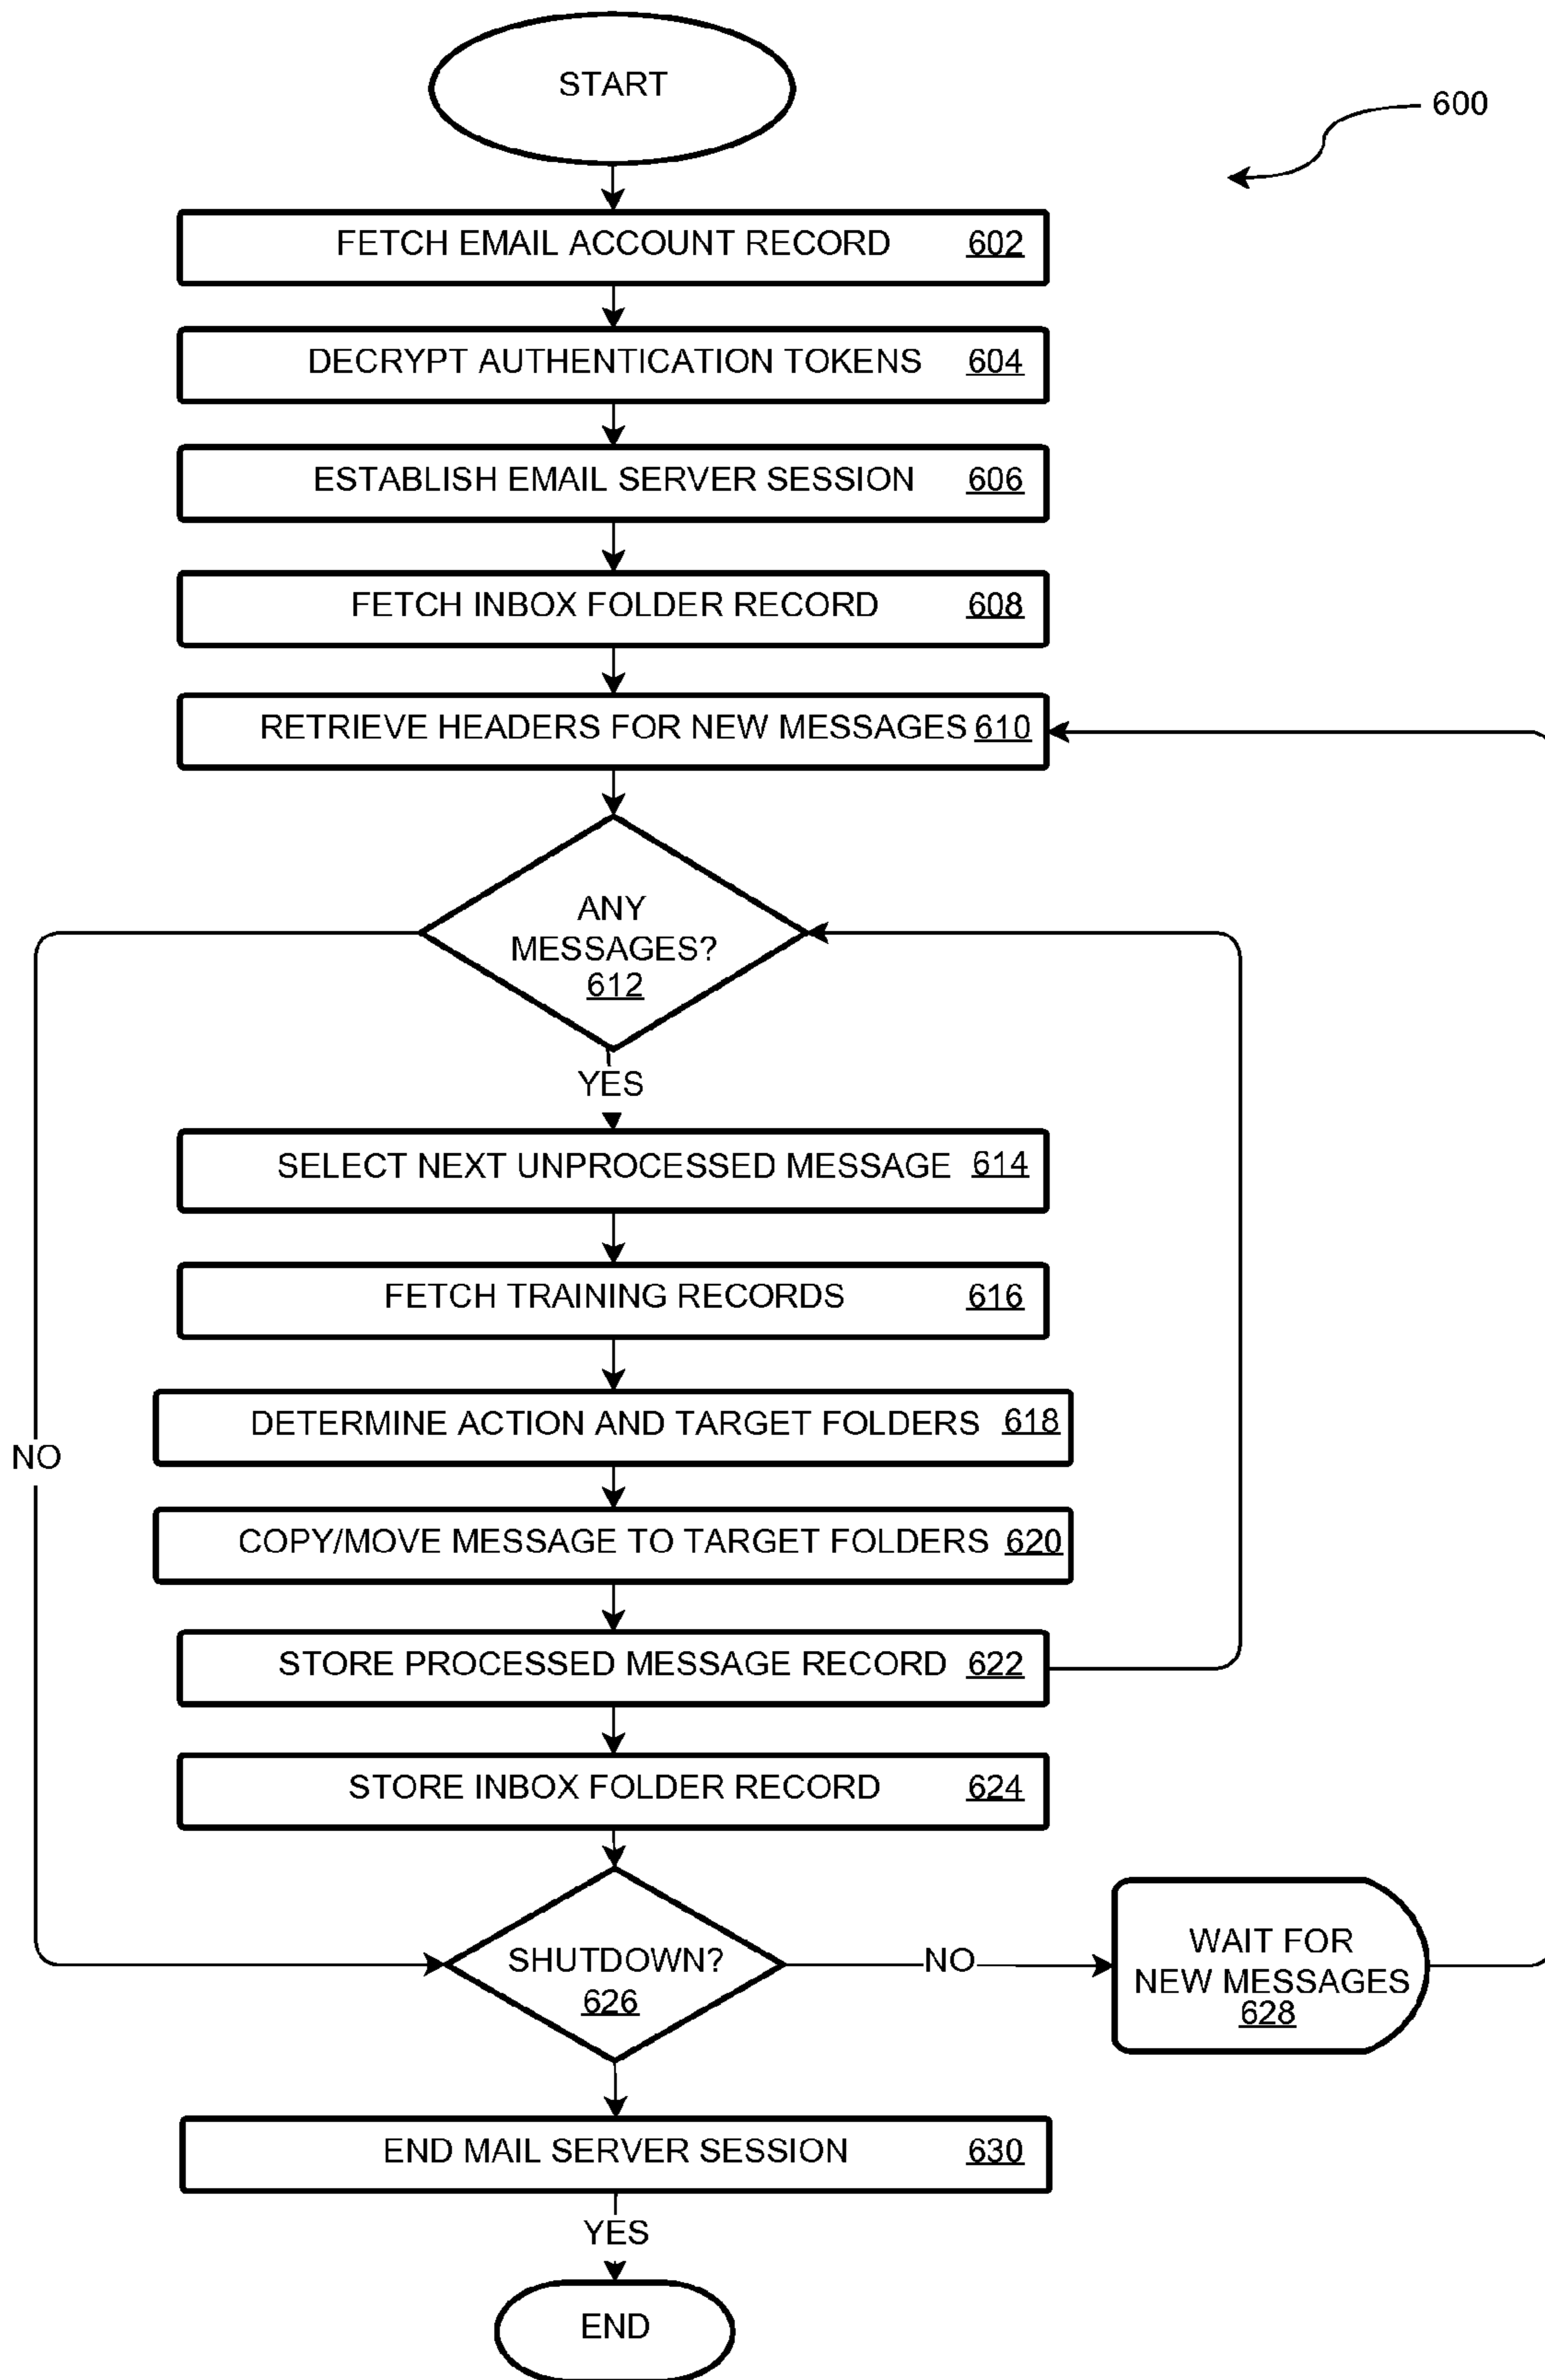 START
600
FETCH EMAIL ACCOUNT RECORD 602
DECRYPT AUTHENTICATION TOKENS 604
ESTABLISH EMAIL SERVER SESSION 606
FETCH INBOX FOLDER RECORD 608
RETRIEVE HEADERS FOR NEW MESSAGES 610
ANY
MESSAGES?
612
YES
SELECT NEXT UNPROCESSED MESSAGE 614
FETCH TRAINING RECORDS 616
DETERMINE ACTION AND TARGET FOLDERS 618
NO
COPY/MOVE MESSAGE TO TARGET FOLDERS 620
STORE PROCESSED MESSAGE RECORD 622
STORE INBOX FOLDER RECORD 624
SHUTDOWN?
626
NO
WAIT FOR
NEW MESSAGES
628
END MAIL SERVER SESSION 630
YES
END